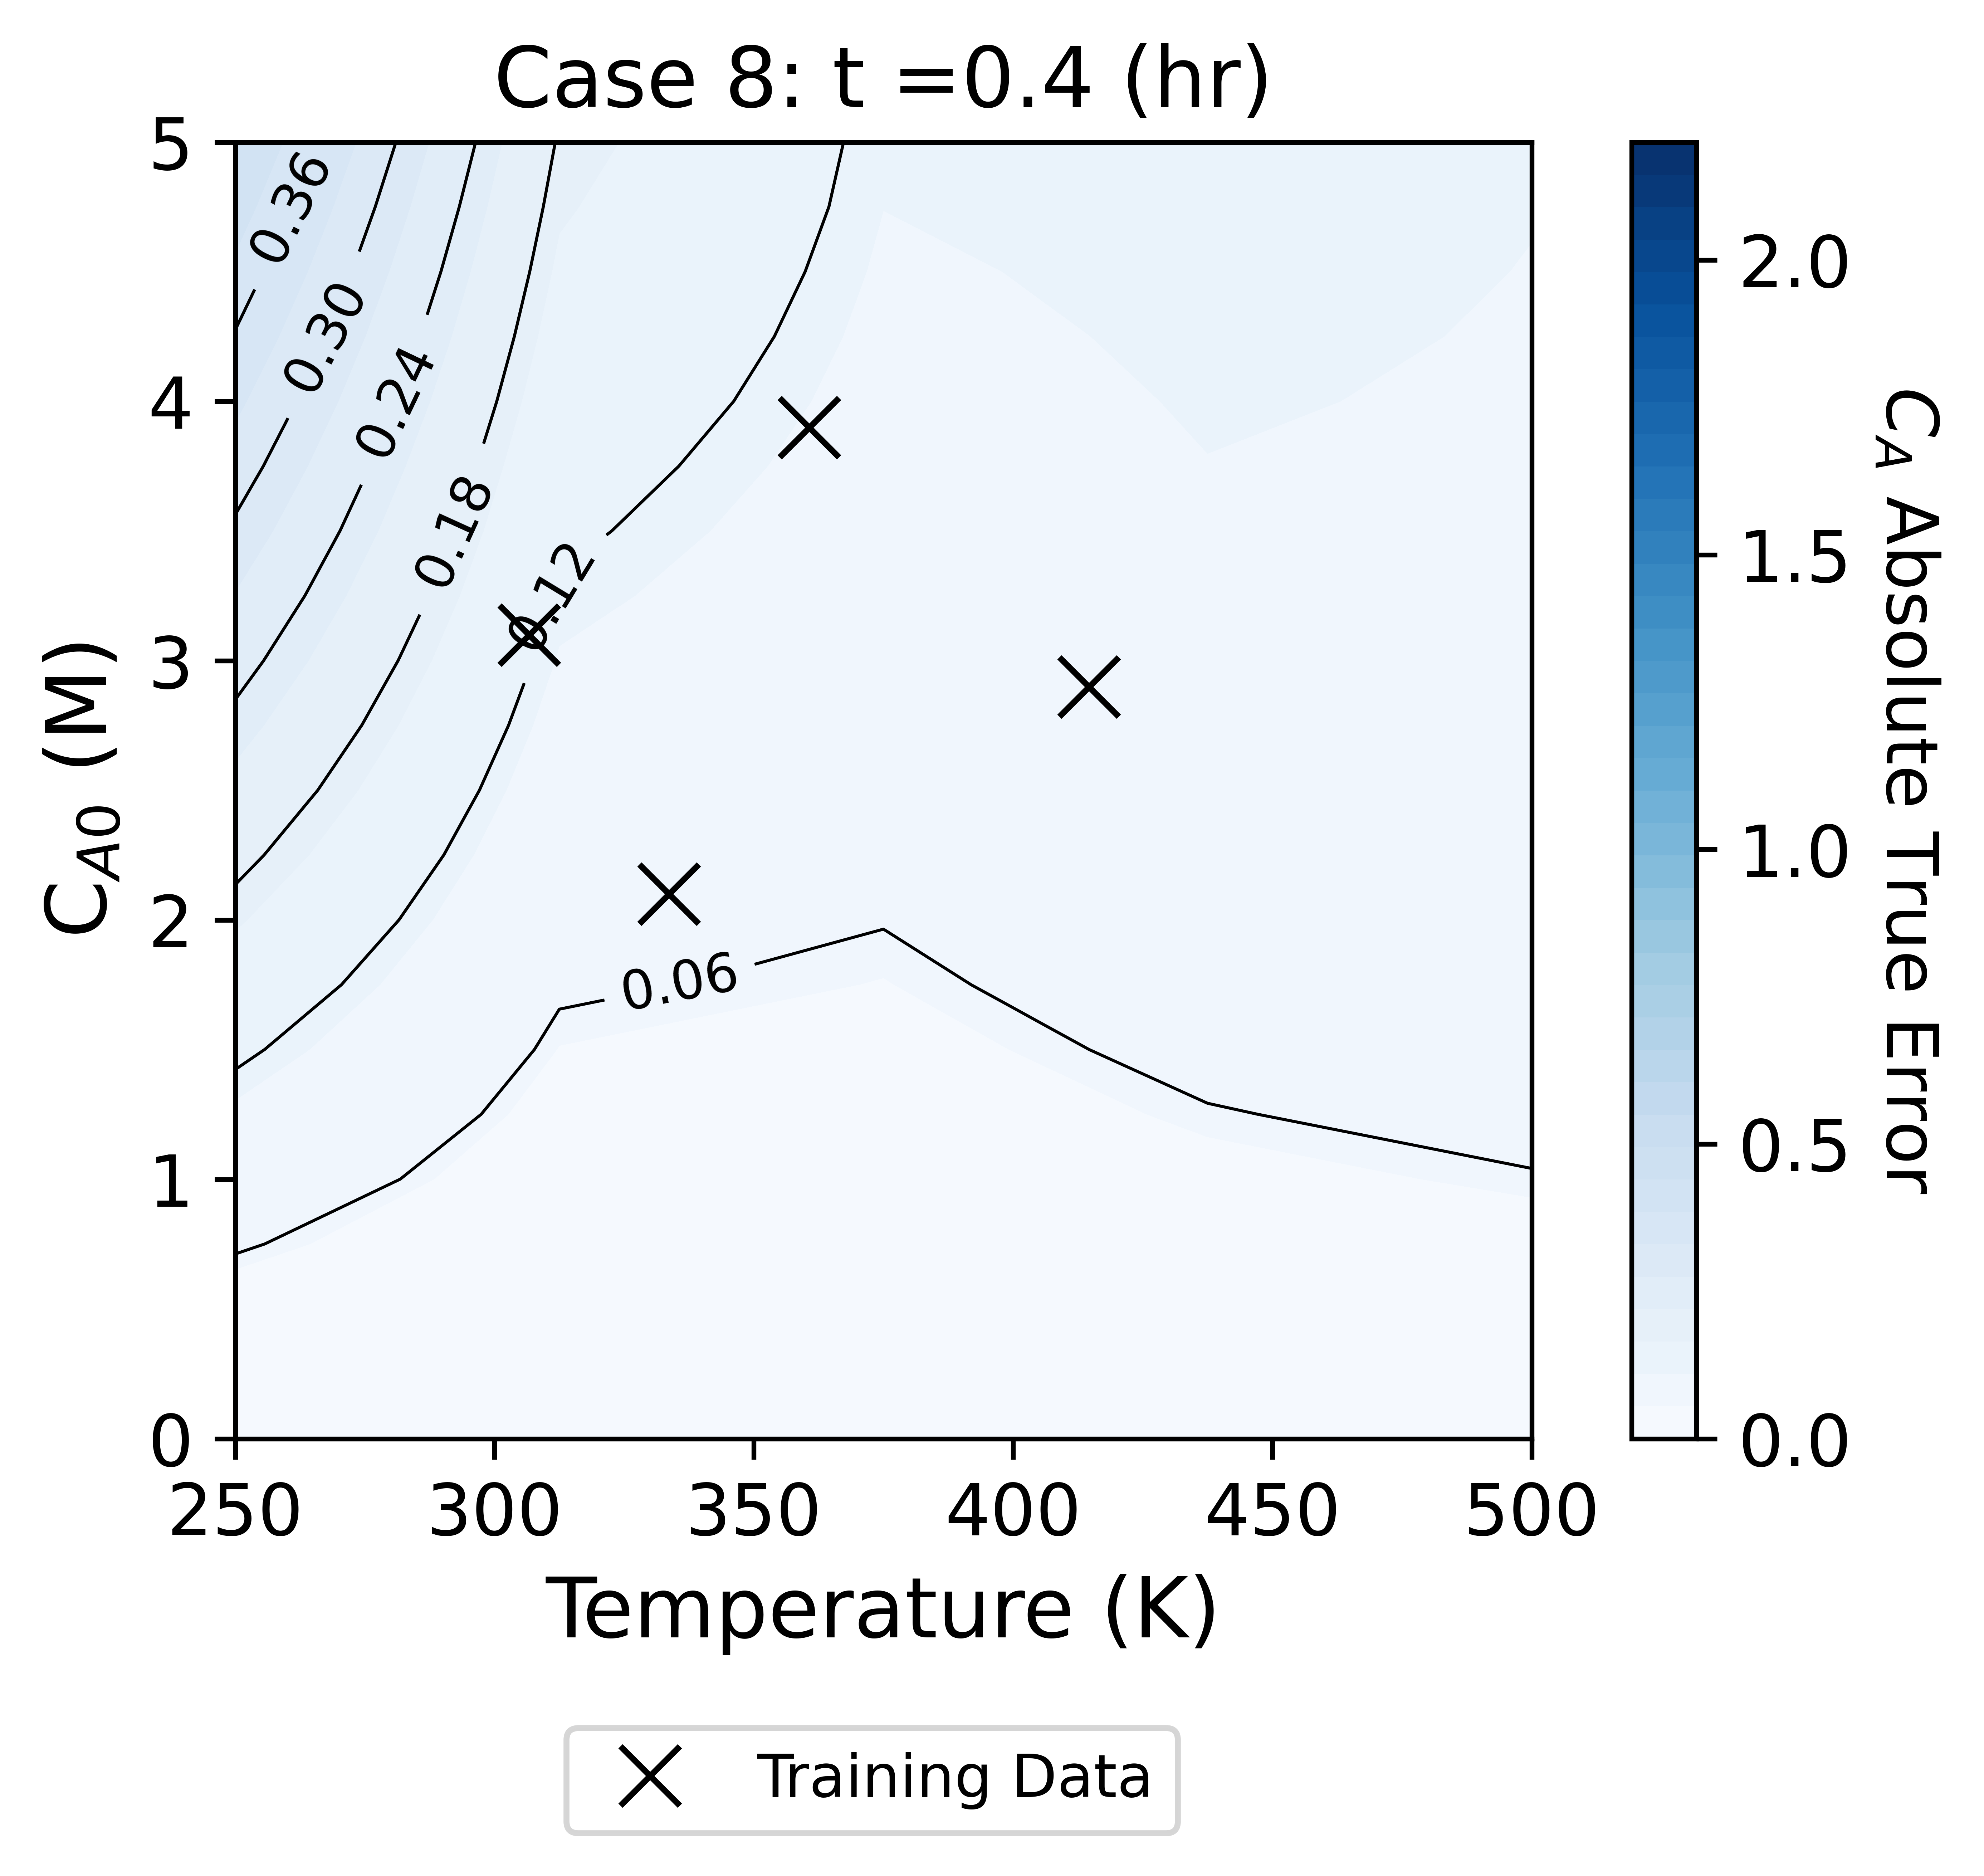 Case 8: t =0.4 (hr)
5
4
3
2
1
0
C_A0 (M)
0.36
0.30
0.24
0.18
0.12
0.06
250 300 350 400 450 500
Temperature (K)
2.0
1.5
1.0
0.5
0.0
C_A Absolute True Error
Training Data